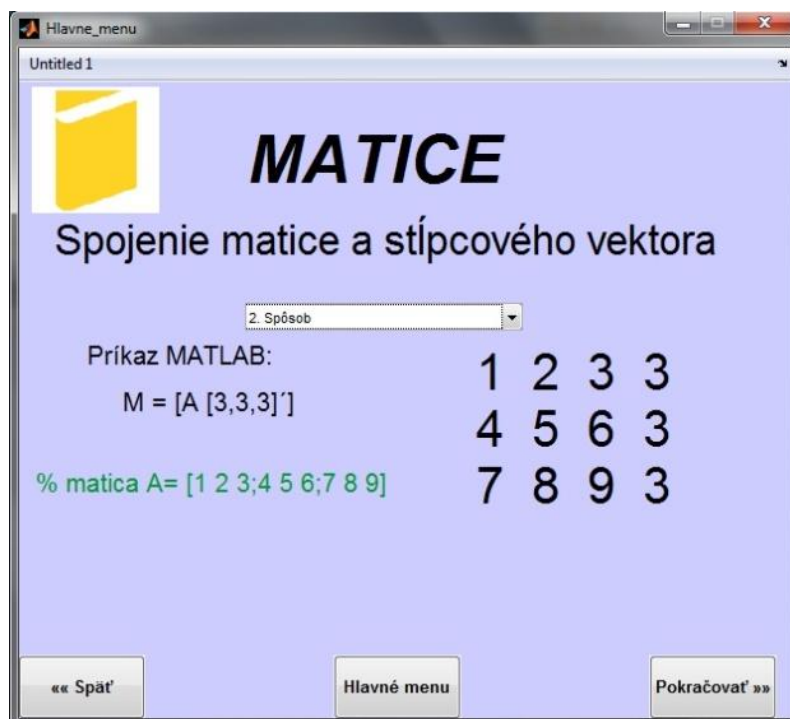 Hlavne_menu
Untitled 1
MATICE
Spojenie matice a stĺpcového vektora
2. Spôsob
Príkaz MATLAB:
M = [A [3,3,3]´]
% matica A= [1 2 3;4 5 6;7 8 9]
1 2 3 3
4 5 6 3
7 8 9 3
«« Späť
Hlavné menu
Pokračovať »»